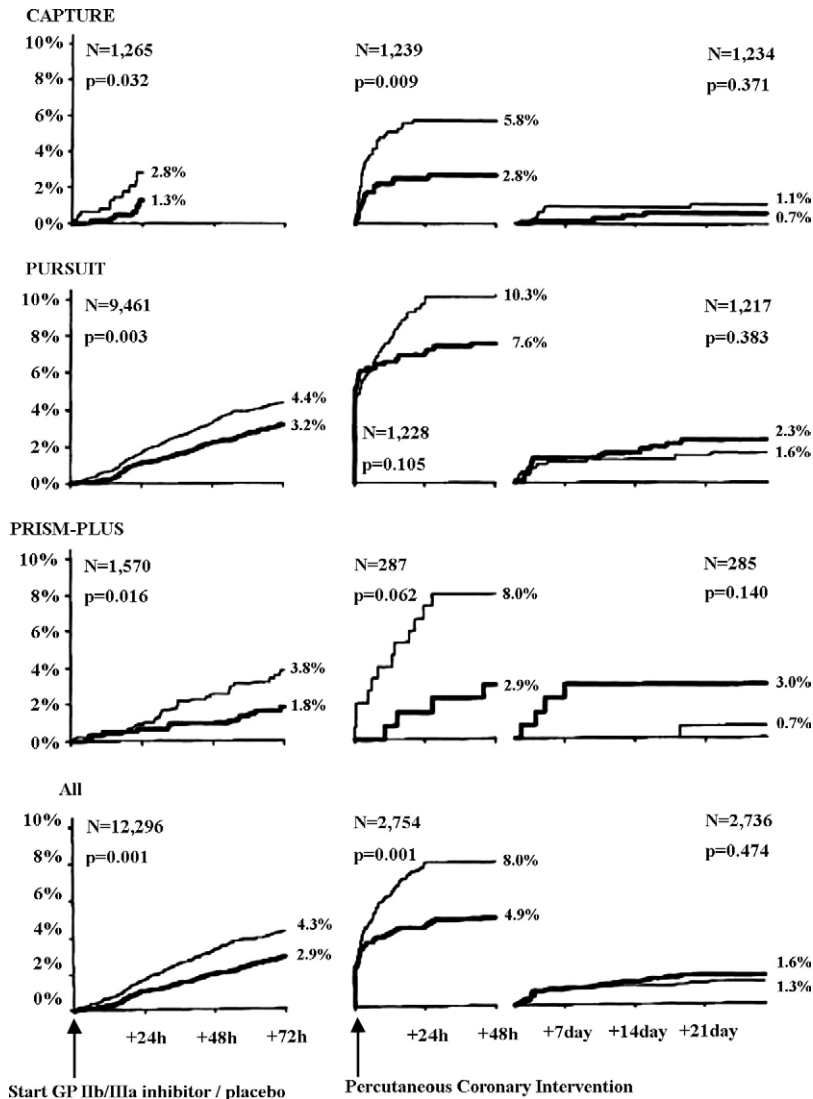 CAPTURE
10%
8%
6%
4%
2%
0%
N=1,265
p=0.032
2.8%
1.3%
N=1,239
p=0.009
5.8%
2.8%
N=1,234
p=0.371
1.1%
0.7%
PURSUIT
10%
8%
6%
4%
2%
0%
N=9,461
p=0.003
4.4%
3.2%
10.3%
7.6%
N=1,228
p=0.105
N=1,217
p=0.383
2.3%
1.6%
PRISM-PLUS
10%
8%
6%
4%
2%
0%
N=1,570
p=0.016
3.8%
1.8%
N=287
p=0.062
8.0%
2.9%
N=285
p=0.140
3.0%
0.7%
All
10%
8%
6%
4%
2%
0%
N=12,296
p=0.001
4.3%
2.9%
N=2,754
p=0.001
8.0%
4.9%
N=2,736
p=0.474
1.6%
1.3%
+24h +48h +72h
+24h +48h
+7day +14day +21day
Start GP IIb/IIIa inhibitor / placebo
Percutaneous Coronary Intervention